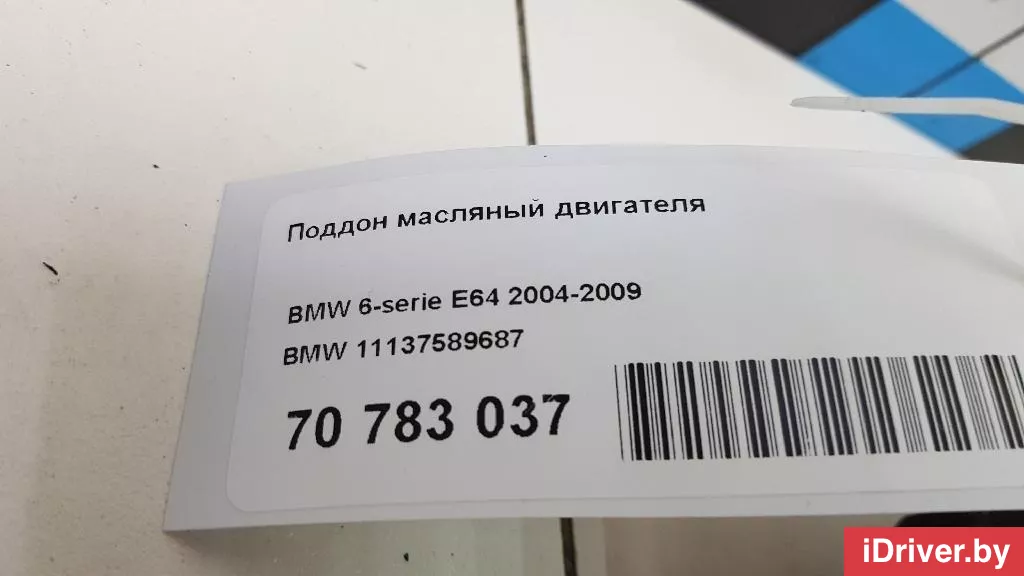 Поддон масляный двигателя
BMW 6-serie E64 2004-2009
BMW 11137589687
70 783 037
iDriver.by